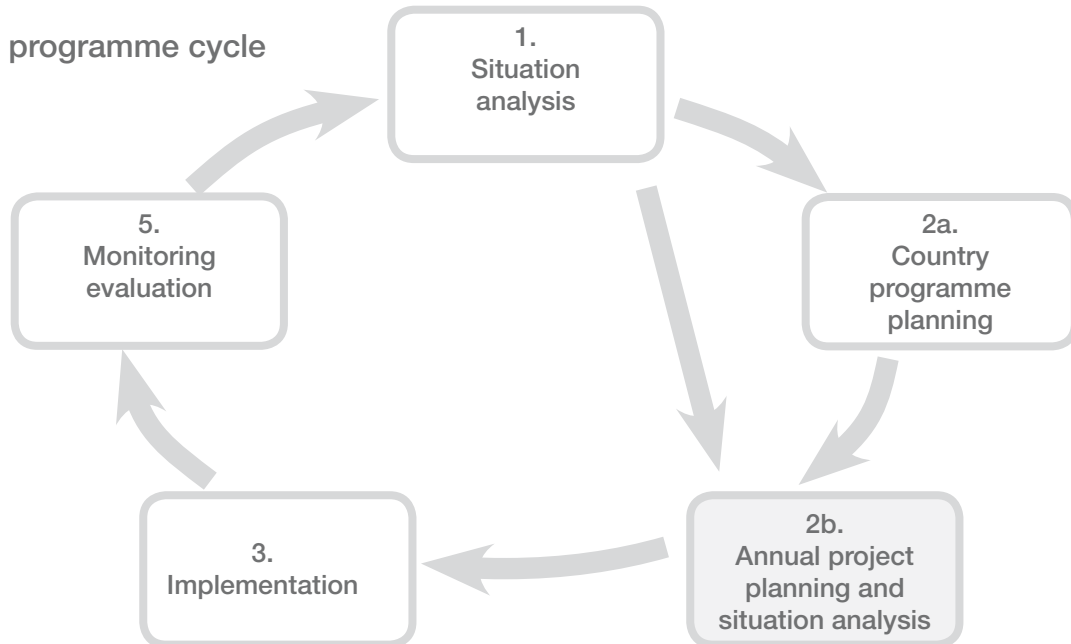 programme cycle
1.
Situation
analysis
2a.
Country
programme
planning
2b.
Annual project
planning and
situation analysis
3.
Implementation
5.
Monitoring
evaluation